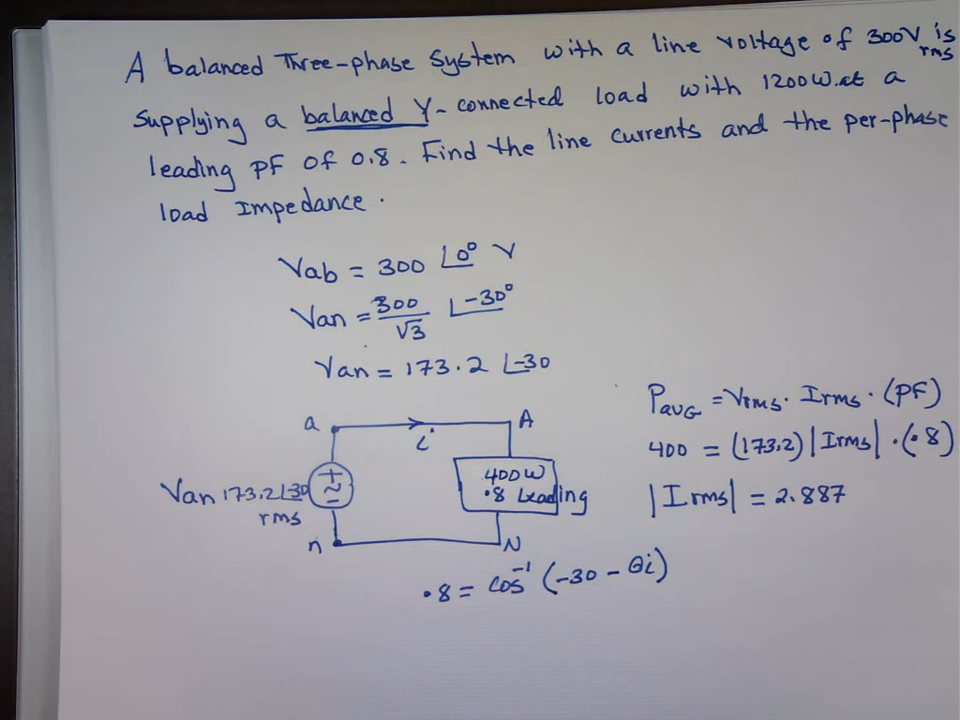 A balanced Three-phase System with a line voltage of 300V rms is
Supplying a balanced Y-connected load with 1200W at a
leading PF of 0.8. Find the line currents and the per-phase
load Impedance.
Vab = 300 ∠0° V
Van = 300/√3 ∠-30°
Van = 173.2 ∠-30
a
i
A
Van 173.2∠30
rms
+
~
-
400W
.8 Leading
n
N
PAVG = Vrms. Irms. (PF)
400 = (173.2) |Irms| . (.8)
|Irms| = 2.887
.8 = cos⁻¹ (-30 - θi)